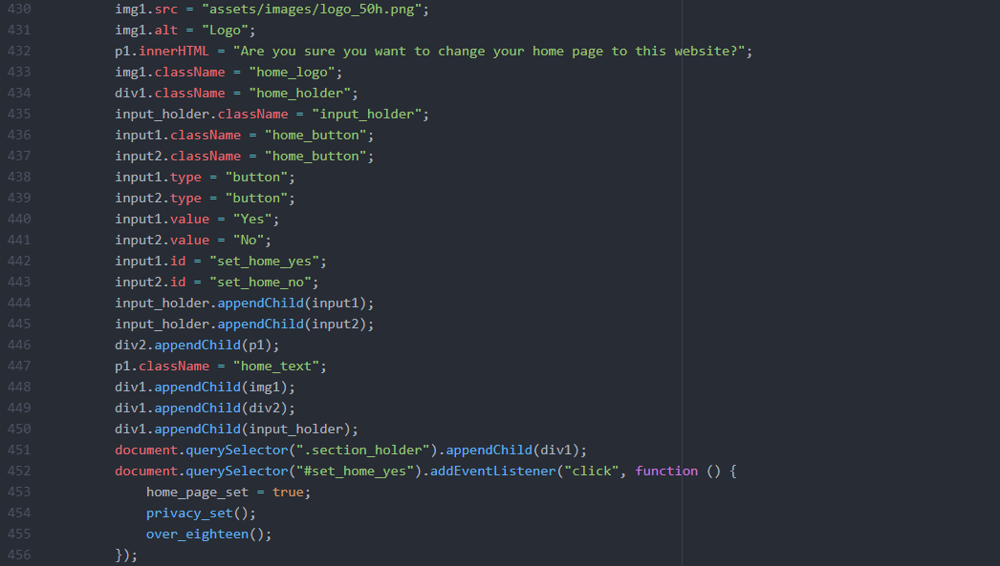 430 img1.src = "assets/images/logo_50h.png";
431 img1.alt = "Logo";
432 p1.innerHTML = "Are you sure you want to change your home page to this website?";
433 img1.className = "home_logo";
434 div1.className = "home_holder";
435 input_holder.className = "input_holder";
436 input1.className = "home_button";
437 input2.className = "home_button";
438 input1.type = "button";
439 input2.type = "button";
440 input1.value = "Yes";
441 input2.value = "No";
442 input1.id = "set_home_yes";
443 input2.id = "set_home_no";
444 input_holder.appendChild(input1);
445 input_holder.appendChild(input2);
446 div2.appendChild(p1);
447 p1.className = "home_text";
448 div1.appendChild(img1);
449 div1.appendChild(div2);
450 div1.appendChild(input_holder);
451 document.querySelector(".section_holder").appendChild(div1);
452 document.querySelector("#set_home_yes").addEventListener("click", function () {
453 home_page_set = true;
454 privacy_set();
455 over_eighteen();
456 });